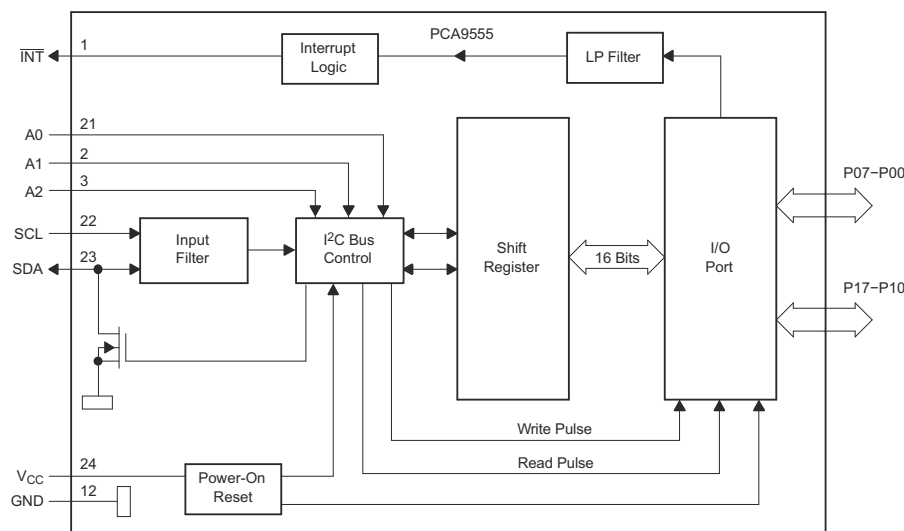 PCA9555
INT
1
Interrupt
Logic
LP Filter
A0
21
A1
2
A2
3
SCL
22
SDA
23
Input
Filter
I²C Bus
Control
Shift
Register
16 Bits
I/O
Port
P07–P00
P17–P10
Write Pulse
Read Pulse
VCC
24
GND
12
Power-On
Reset